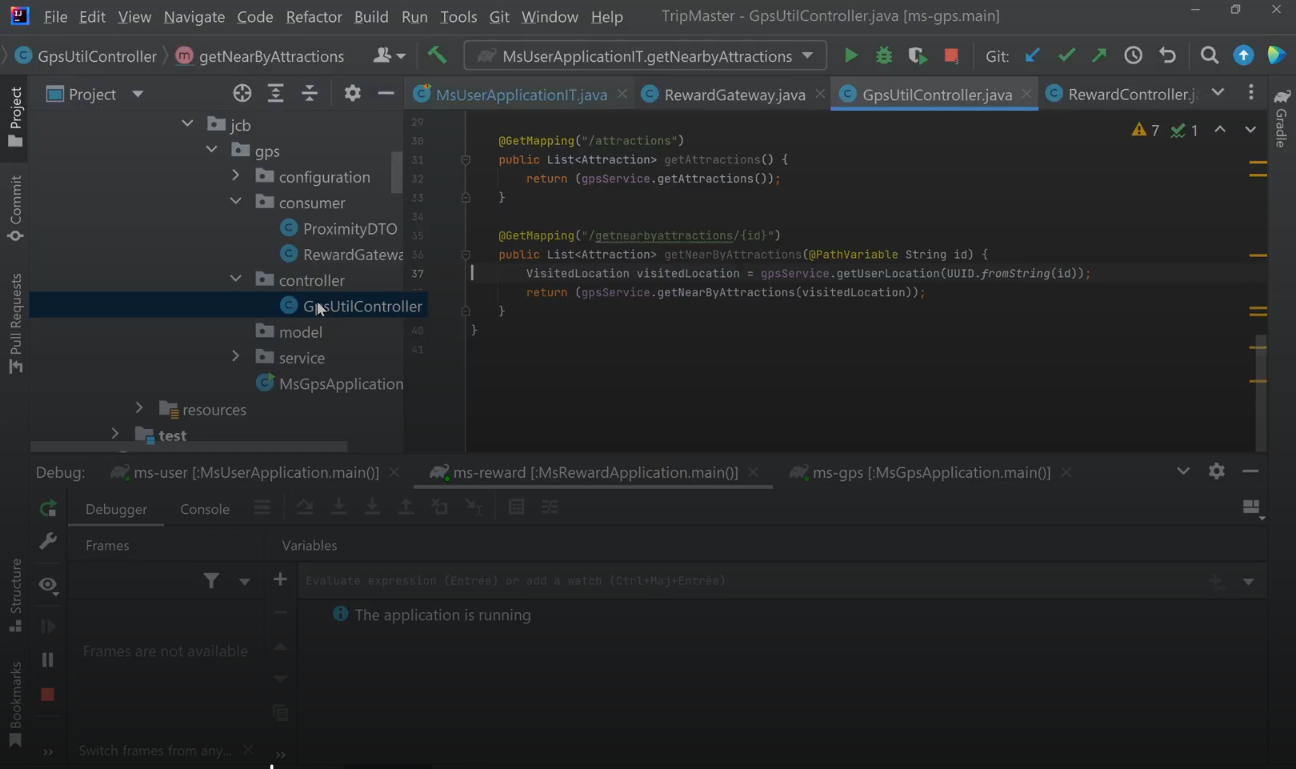 File Edit View Navigate Code Refactor Build Run Tools Git Window Help TripMaster - GpsUtilController.java [ms-gps.main]
GpsUtilController getNearByAttractions MsUserApplicationIT.getNearbyAttractions Git:
Project
MsUserApplicationIT.java RewardGateway.java GpsUtilController.java RewardController.j
Project
Commit
Pull Requests
Structure
Bookmarks
Gradle
jcb
gps
configuration
consumer
ProximityDTO
RewardGatewa
controller
GpsUtilController
model
service
MsGpsApplication
resources
test
7 1
29
30 @GetMapping("/attractions")
31 public List<Attraction> getAttractions() {
32 return (gpsService.getAttractions());
33 }
34
35 @GetMapping("/getnearbyattractions/{id}")
36 public List<Attraction> getNearByAttractions(@PathVariable String id) {
37 VisitedLocation visitedLocation = gpsService.getUserLocation(UUID.fromString(id));
return (gpsService.getNearByAttractions(visitedLocation));
}
40 }
41
Debug: ms-user [:MsUserApplication.main()] ms-reward [:MsRewardApplication.main()] ms-gps [:MsGpsApplication.main()]
Debugger Console
Frames Variables
Evaluate expression (Entrée) or add a watch (Ctrl+Maj+Entrée)
The application is running
Frames are not available
Switch frames from any...